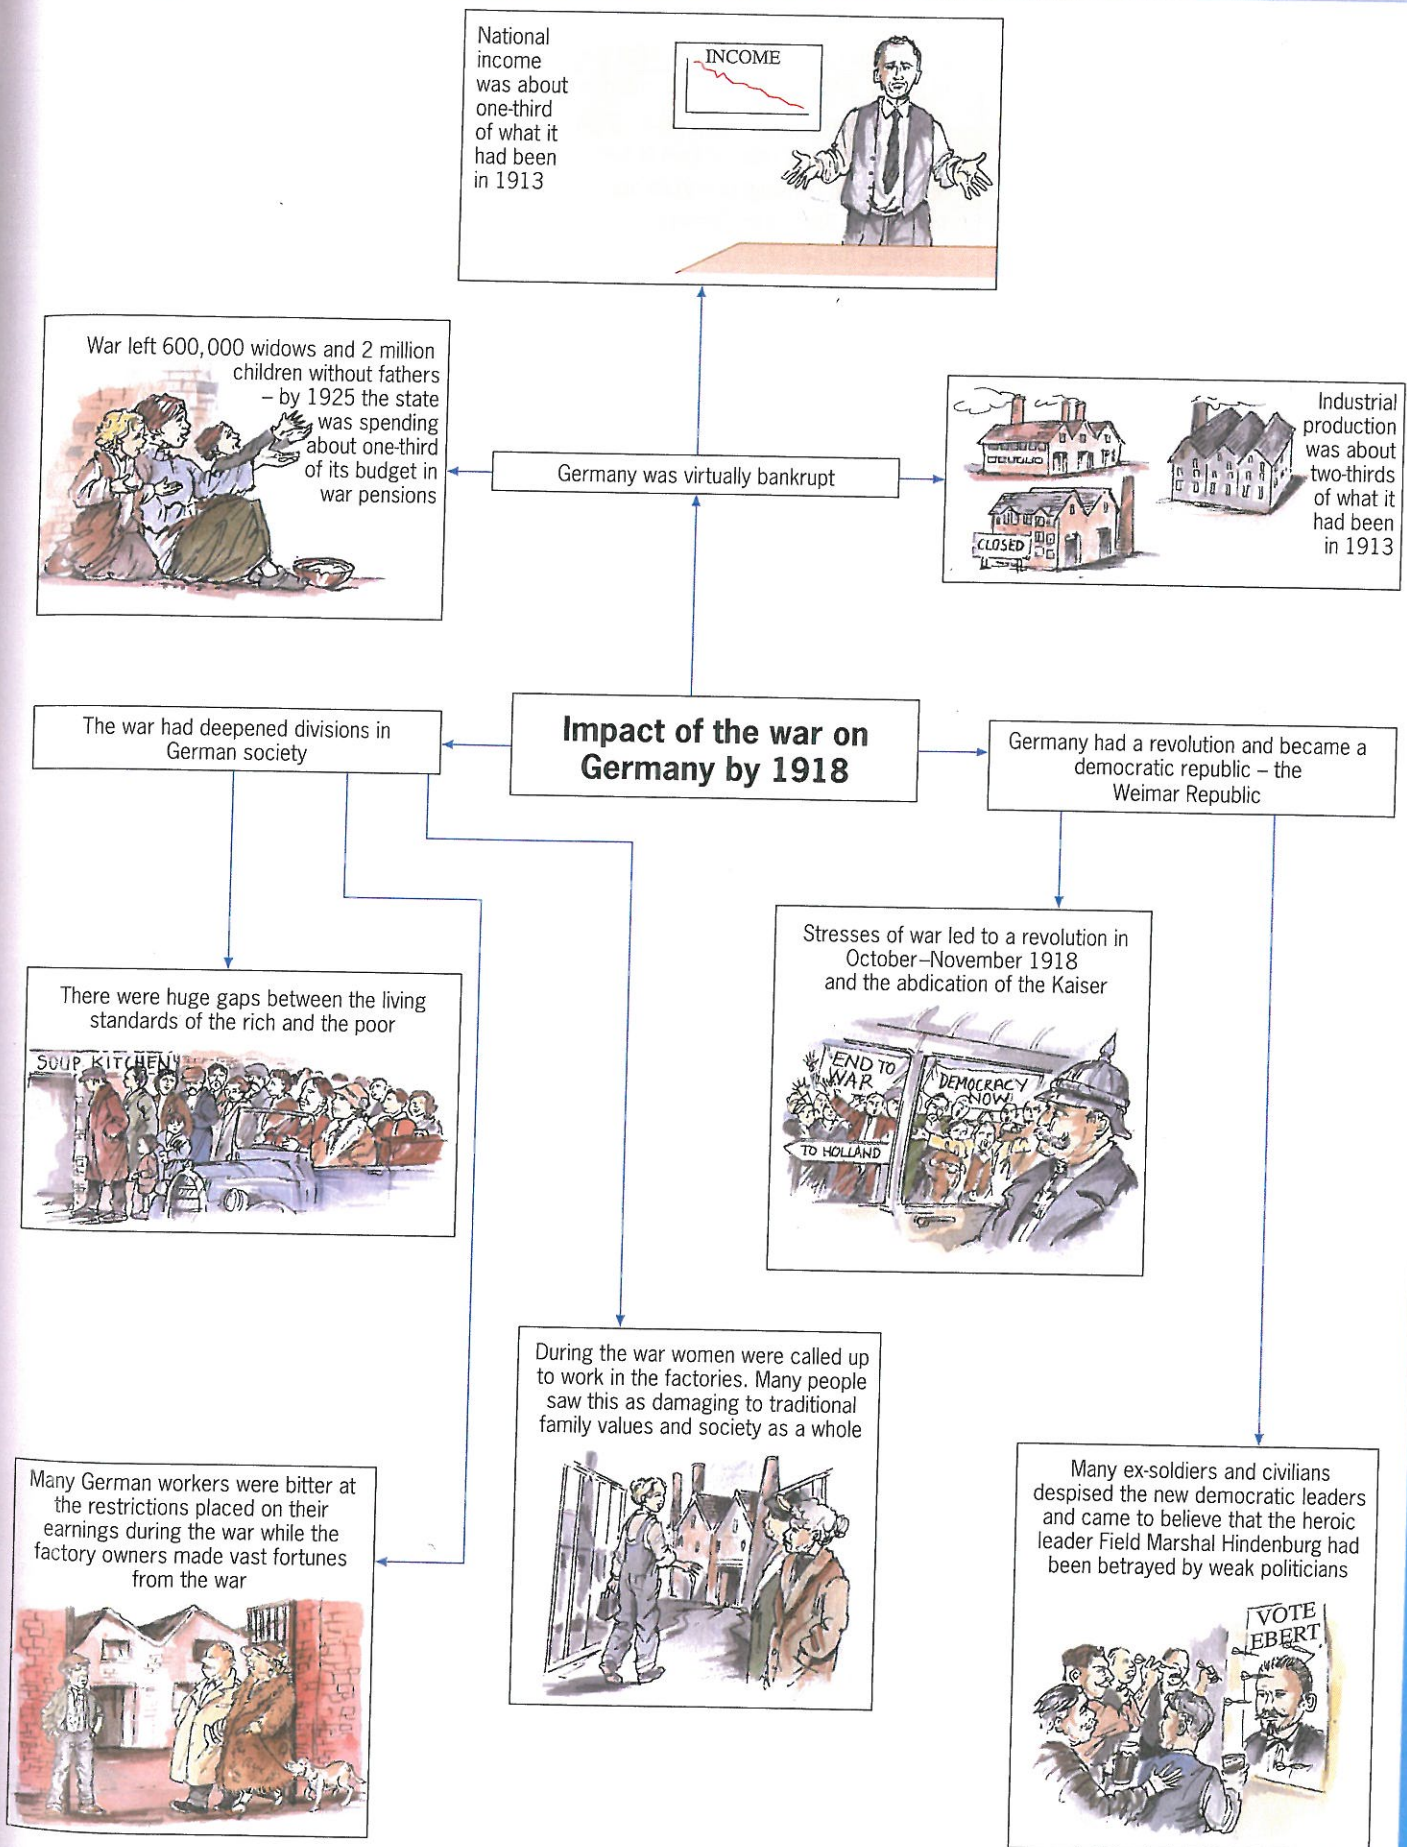 National
income
was about
one-third
of what it
had been
in 1913
INCOME
War left 600,000 widows and 2 million
children without fathers
– by 1925 the state
was spending
about one-third
of its budget in
war pensions
Germany was virtually bankrupt
Industrial
production
was about
two-thirds
of what it
had been
in 1913
CLOSED
The war had deepened divisions in
German society
Impact of the war on
Germany by 1918
Germany had a revolution and became a
democratic republic – the
Weimar Republic
Stresses of war led to a revolution in
October–November 1918
and the abdication of the Kaiser
END TO
WAR
DEMOCRACY
NOW
TO HOLLAND
There were huge gaps between the living
standards of the rich and the poor
SOUP KITCHEN
During the war women were called up
to work in the factories. Many people
saw this as damaging to traditional
family values and society as a whole
Many German workers were bitter at
the restrictions placed on their
earnings during the war while the
factory owners made vast fortunes
from the war
Many ex-soldiers and civilians
despised the new democratic leaders
and came to believe that the heroic
leader Field Marshal Hindenburg had
been betrayed by weak politicians
VOTE
EBERT